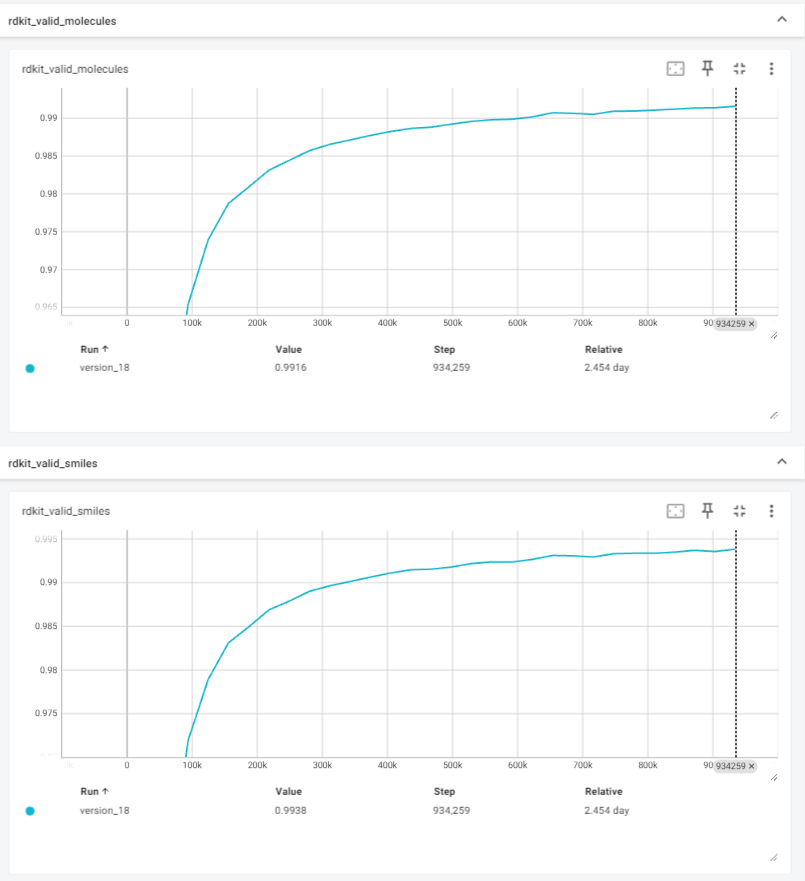 rdkit_valid_molecules
rdkit_valid_molecules
0.99
0.985
0.98
0.975
0.97
0.965
0 100k 200k 300k 400k 500k 600k 700k 800k 90 934259 ×
Run ↑ Value Step Relative
version_18 0.9916 934,259 2.454 day
rdkit_valid_smiles
rdkit_valid_smiles
0.995
0.99
0.985
0.98
0.975
0 100k 200k 300k 400k 500k 600k 700k 800k 90 934259 ×
Run ↑ Value Step Relative
version_18 0.9938 934,259 2.454 day